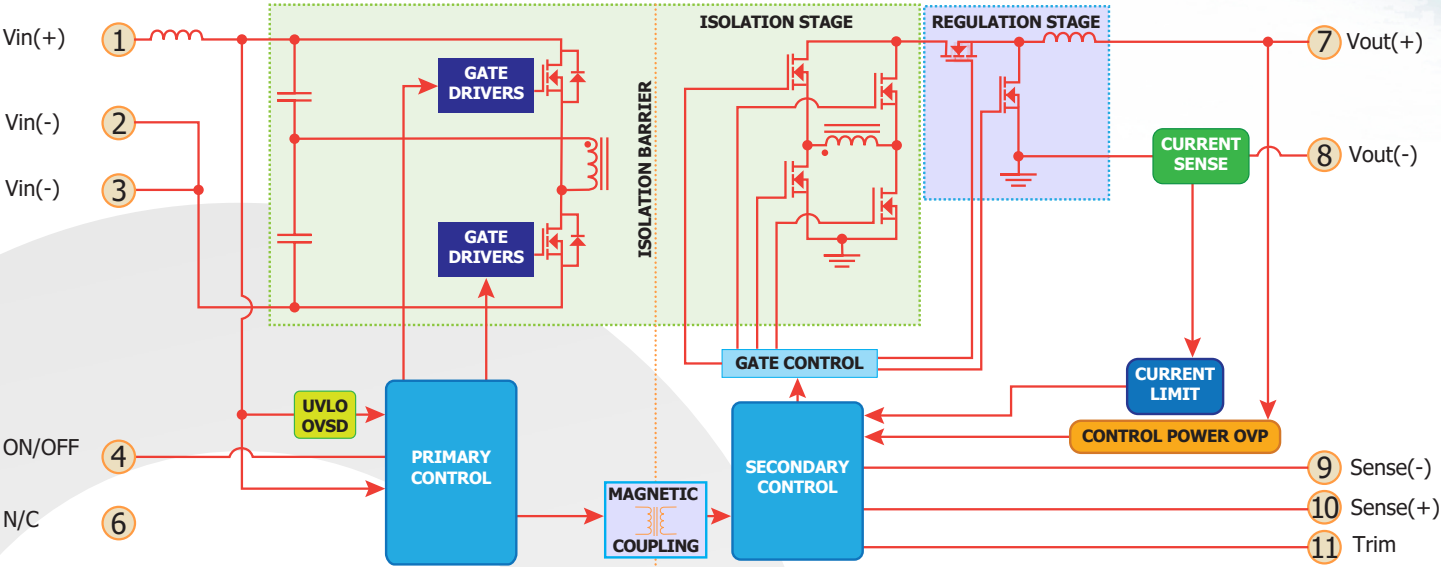 ISOLATION STAGE
REGULATION STAGE
Vin(+)
1
7
Vout(+)
GATE
DRIVERS
Vin(-)
2
ISOLATION BARRIER
CURRENT
SENSE
8
Vout(-)
Vin(-)
3
GATE
DRIVERS
GATE CONTROL
CURRENT
LIMIT
UVLO
OVSD
CONTROL POWER OVP
ON/OFF
4
PRIMARY
CONTROL
SECONDARY
CONTROL
9
Sense(-)
MAGNETIC
COUPLING
10
Sense(+)
N/C
6
11
Trim